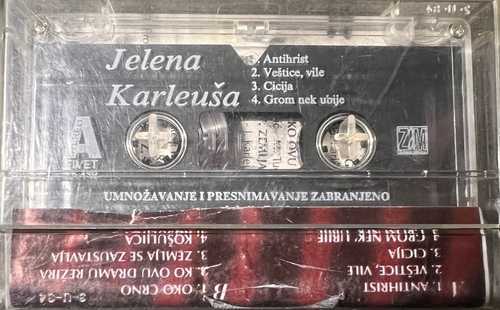 Jelena
Karleuša
1. Antihrist
2. Veštice, vile
3. Cicija
4. Grom nek ubije
A
ZMEX
UMNOŽAVANJE I PRESNIMAVANJE ZABRANJENO
A
1. ANTIHRIST
2. VEŠTICE, VILE
3. CICIJA
4. GROM NEK UBIJE
B
1. OKO CRNO
2. KO OVU DRAMU REŽIRA
3. ZEMLJA SE ZAUSTAVLJA
4. KOŠULJICA